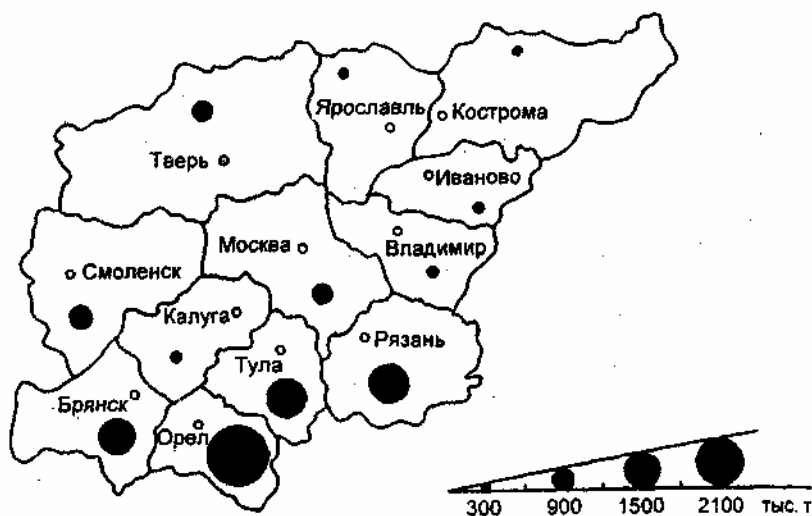 Ярославль
Кострома
Тверь
Иваново
Москва
Владимир
Смоленск
Калуга
Рязань
Тула
Брянск
Орел
300 900 1500 2100 тыс. т